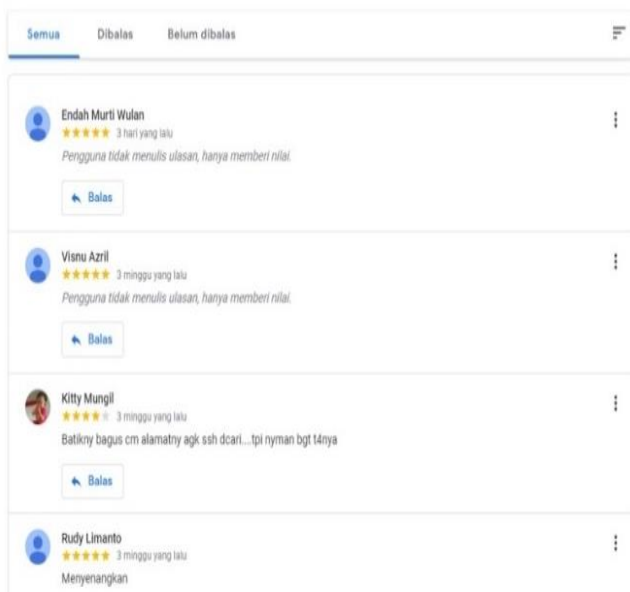 Semua Dibalas Belum dibalas
Endah Murti Wulan
3 hari yang lalu
Pengguna tidak menulis ulasan, hanya memberi nilai.
Balas
Visnu Azril
3 minggu yang lalu
Pengguna tidak menulis ulasan, hanya memberi nilai.
Balas
Kitty Mungil
3 minggu yang lalu
Batikny bagus cm alamatny agk ssh dcari....tpi nyman bgt t4nya
Balas
Rudy Limanto
3 minggu yang lalu
Menyenangkan